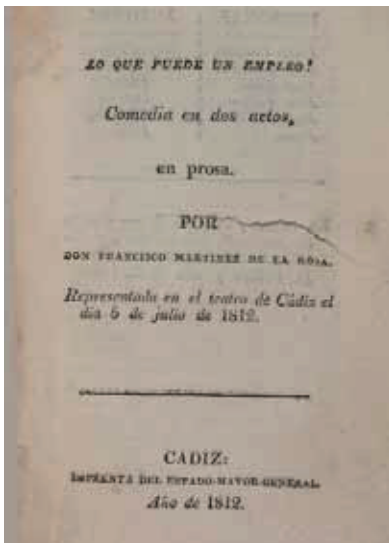 ¡LO QUE PUEDE UN EMPLEO!
Comedia en dos actos,
en prosa.
POR
DON FRANCISCO MARTINEZ DE LA ROSA.
Representada en el teatro de Cádiz el
dia 6 de julio de 1812.
CADIZ:
IMPRENTA DEL ESTADO-MAYOR-GENERAL.
Año de 1812.